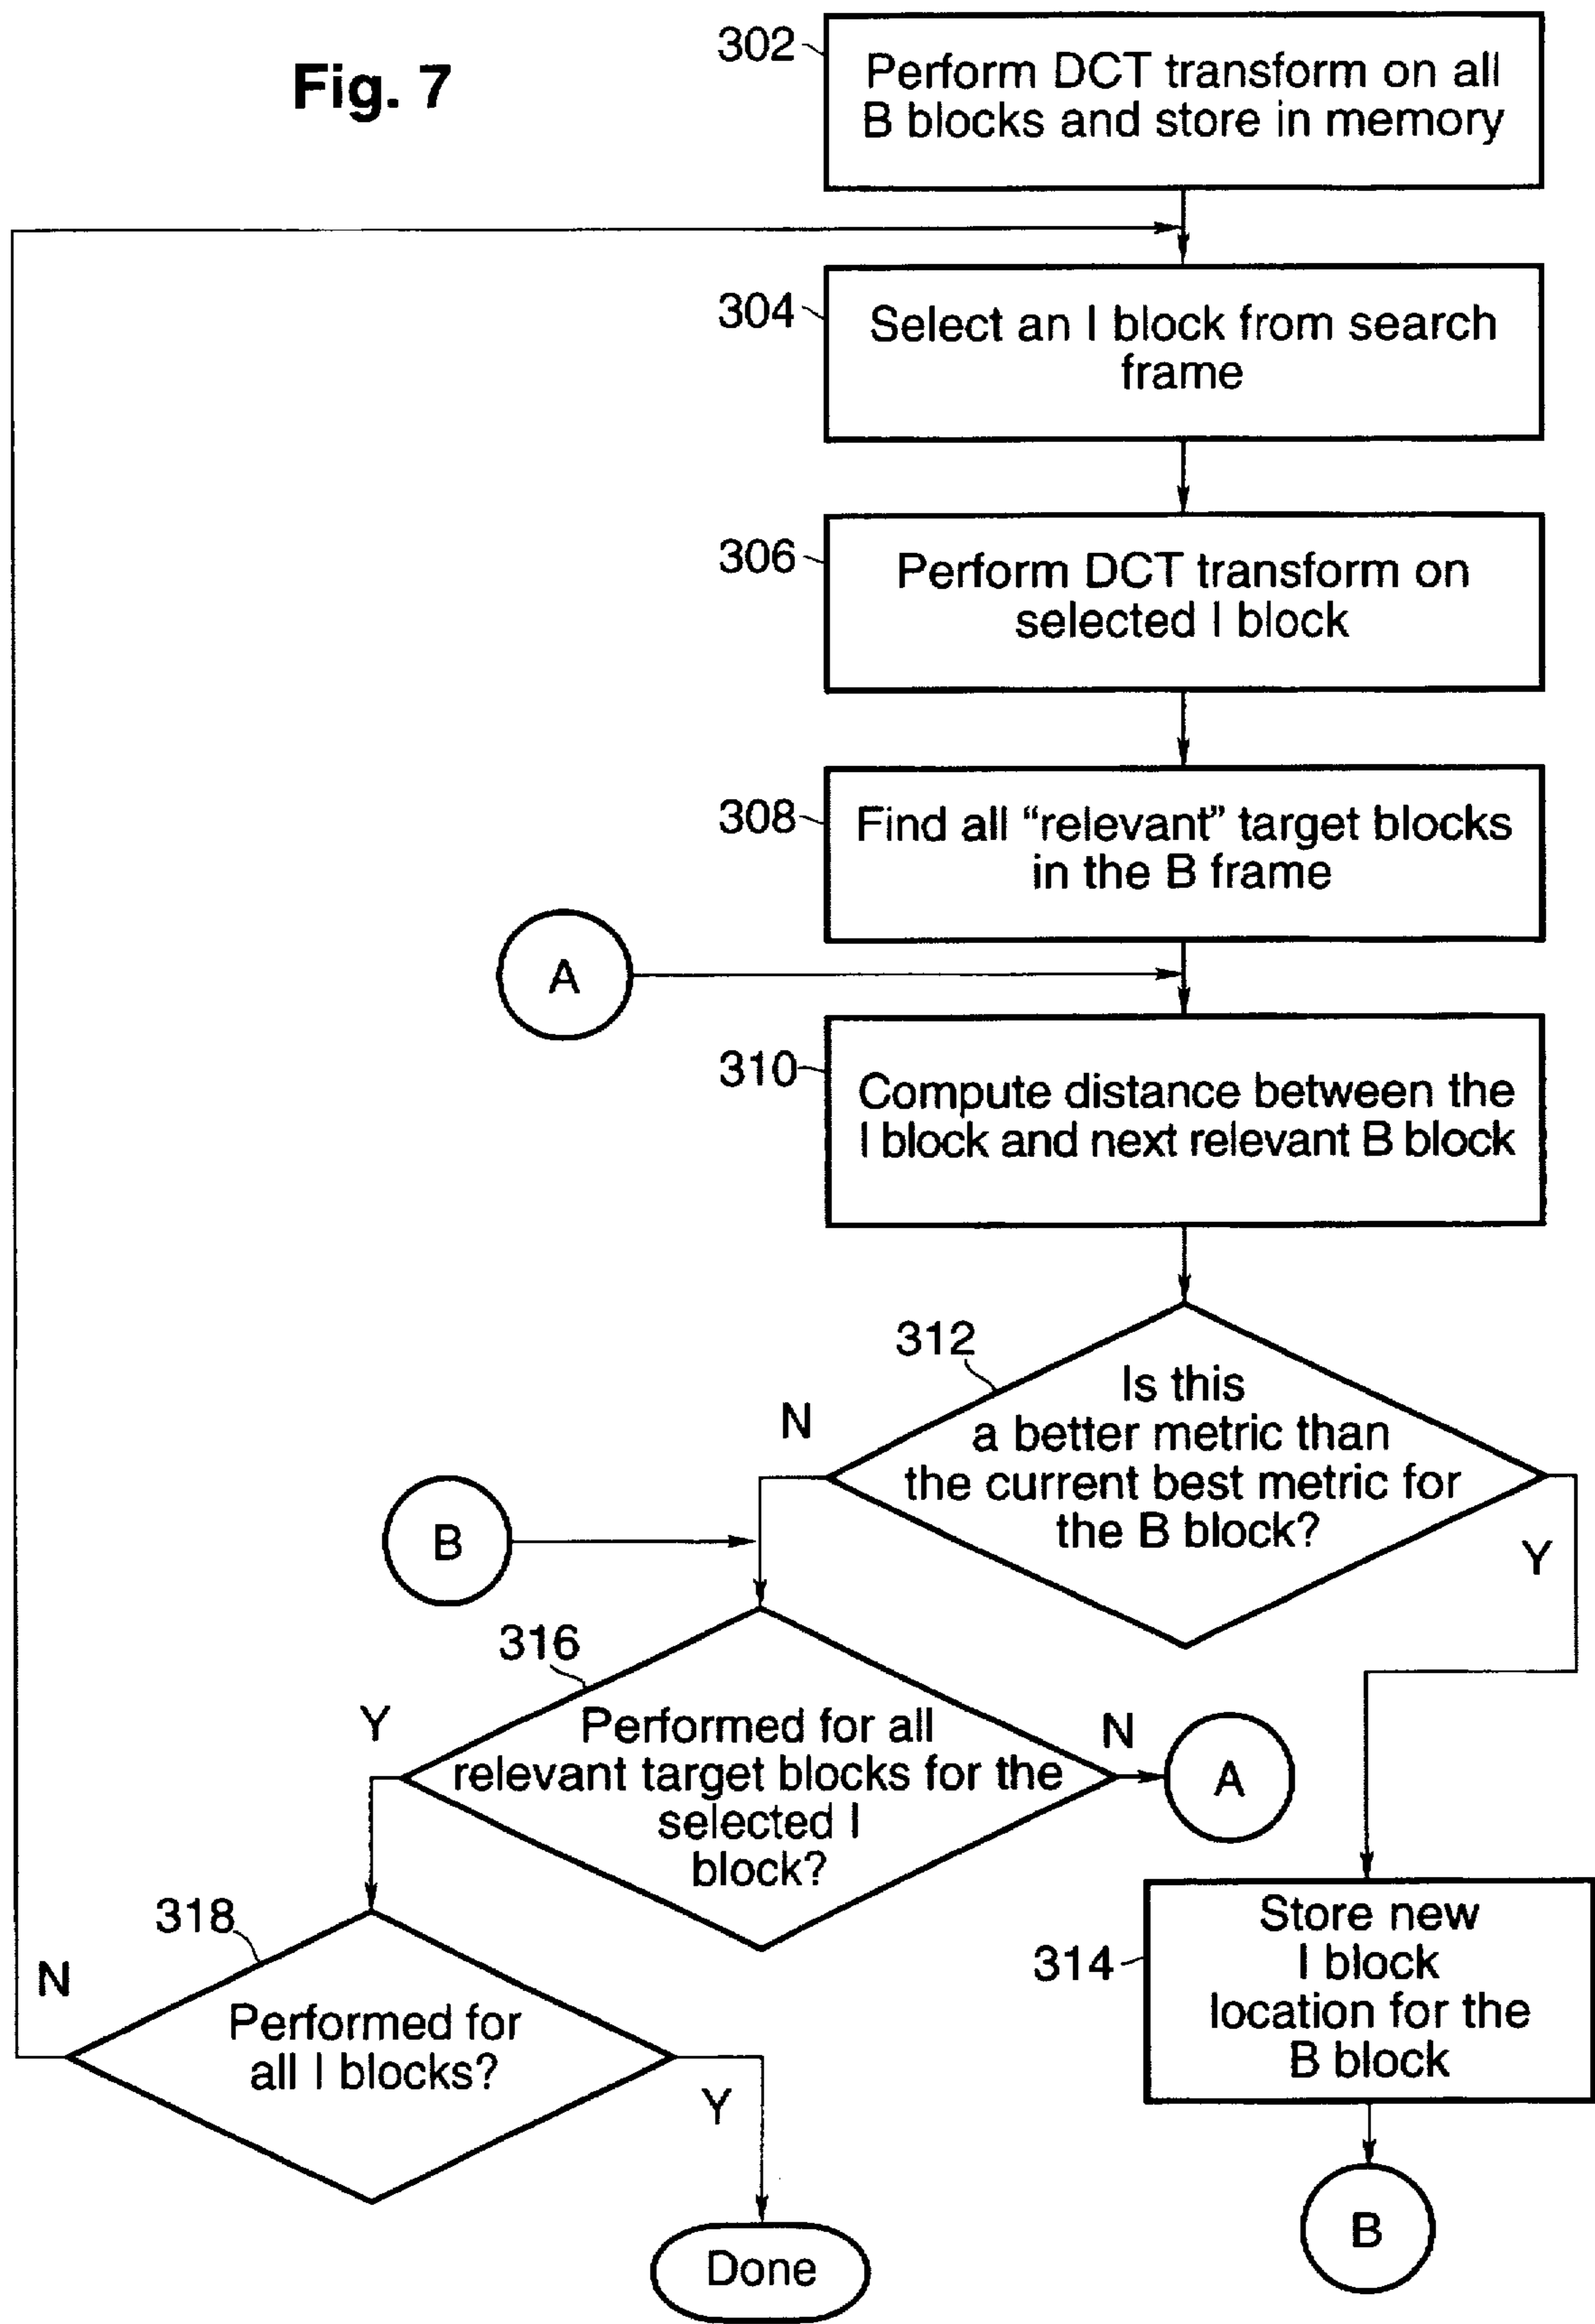 Fig. 7
302
Perform DCT transform on all
B blocks and store in memory
304
Select an I block from search
frame
306
Perform DCT transform on
selected I block
308
Find all “relevant” target blocks
in the B frame
A
310
Compute distance between the
I block and next relevant B block
312
Is this
a better metric than
the current best metric for
the B block?
N
Y
B
316
Performed for all
relevant target blocks for the
selected I
block?
Y
N
A
318
Performed for
all I blocks?
N
Y
314
Store new
I block
location for the
B block
B
Done